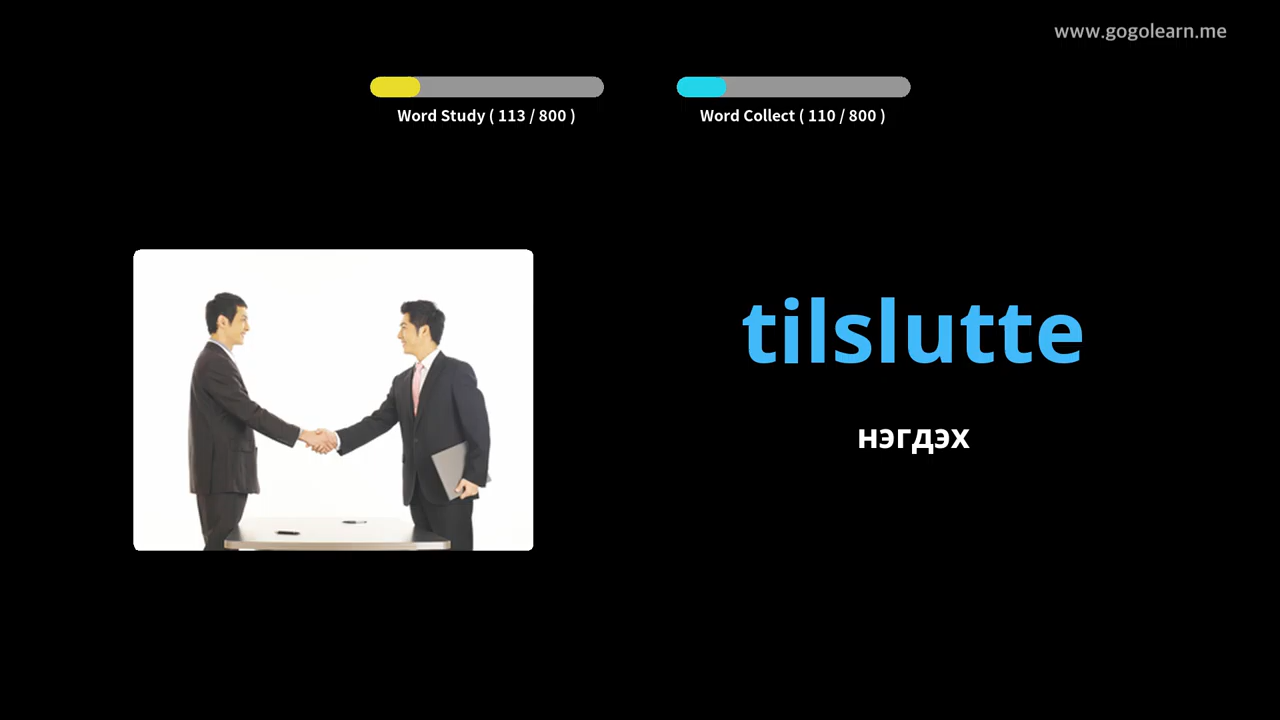 www.gogolearn.me
Word Study ( 113 / 800 )
Word Collect ( 110 / 800 )
tilslutte
нэгдэх